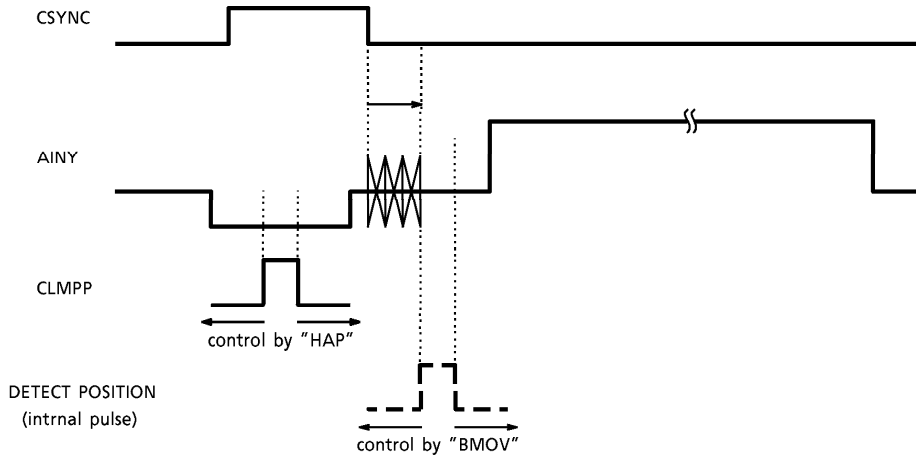 CSYNC
AINY
CLMPP
control by "HAP"
DETECT POSITION
(intrnal pulse)
control by "BMOV"